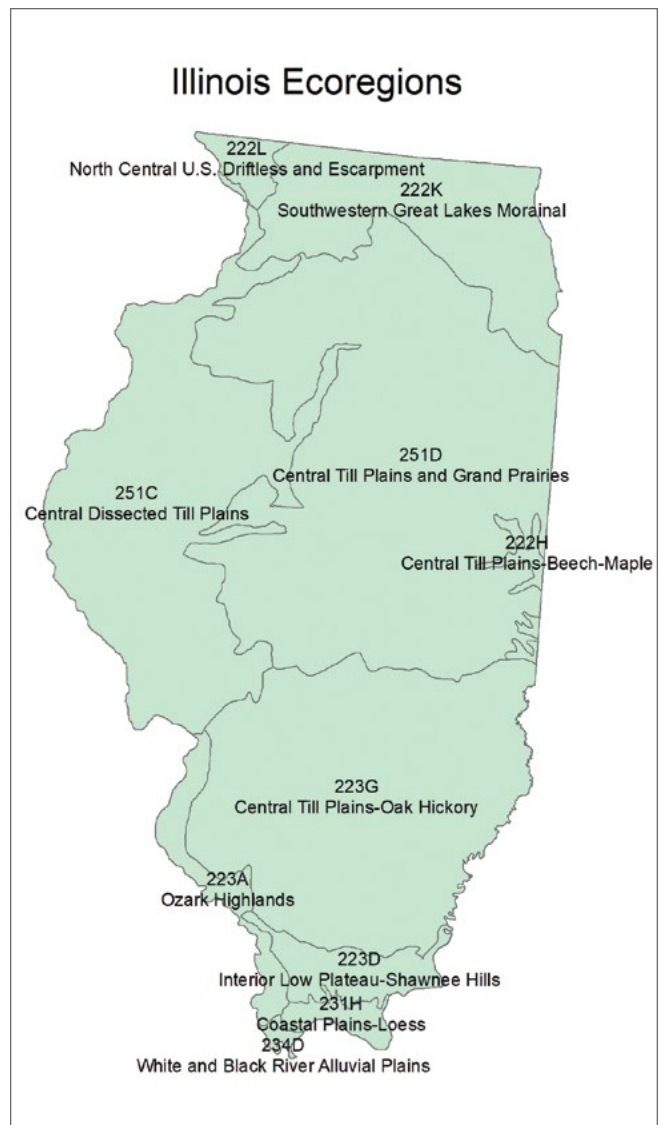 Illinois Ecoregions
222L
North Central U.S. Driftless and Escarpment
222K
Southwestern Great Lakes Morainal
251D
Central Till Plains and Grand Prairies
251C
Central Dissected Till Plains
222H
Central Till Plains-Beech-Maple
223G
Central Till Plains-Oak Hickory
223A
Ozark Highlands
223D
Interior Low Plateau-Shawnee Hills
231H
Coastal Plains-Loess
234D
White and Black River Alluvial Plains